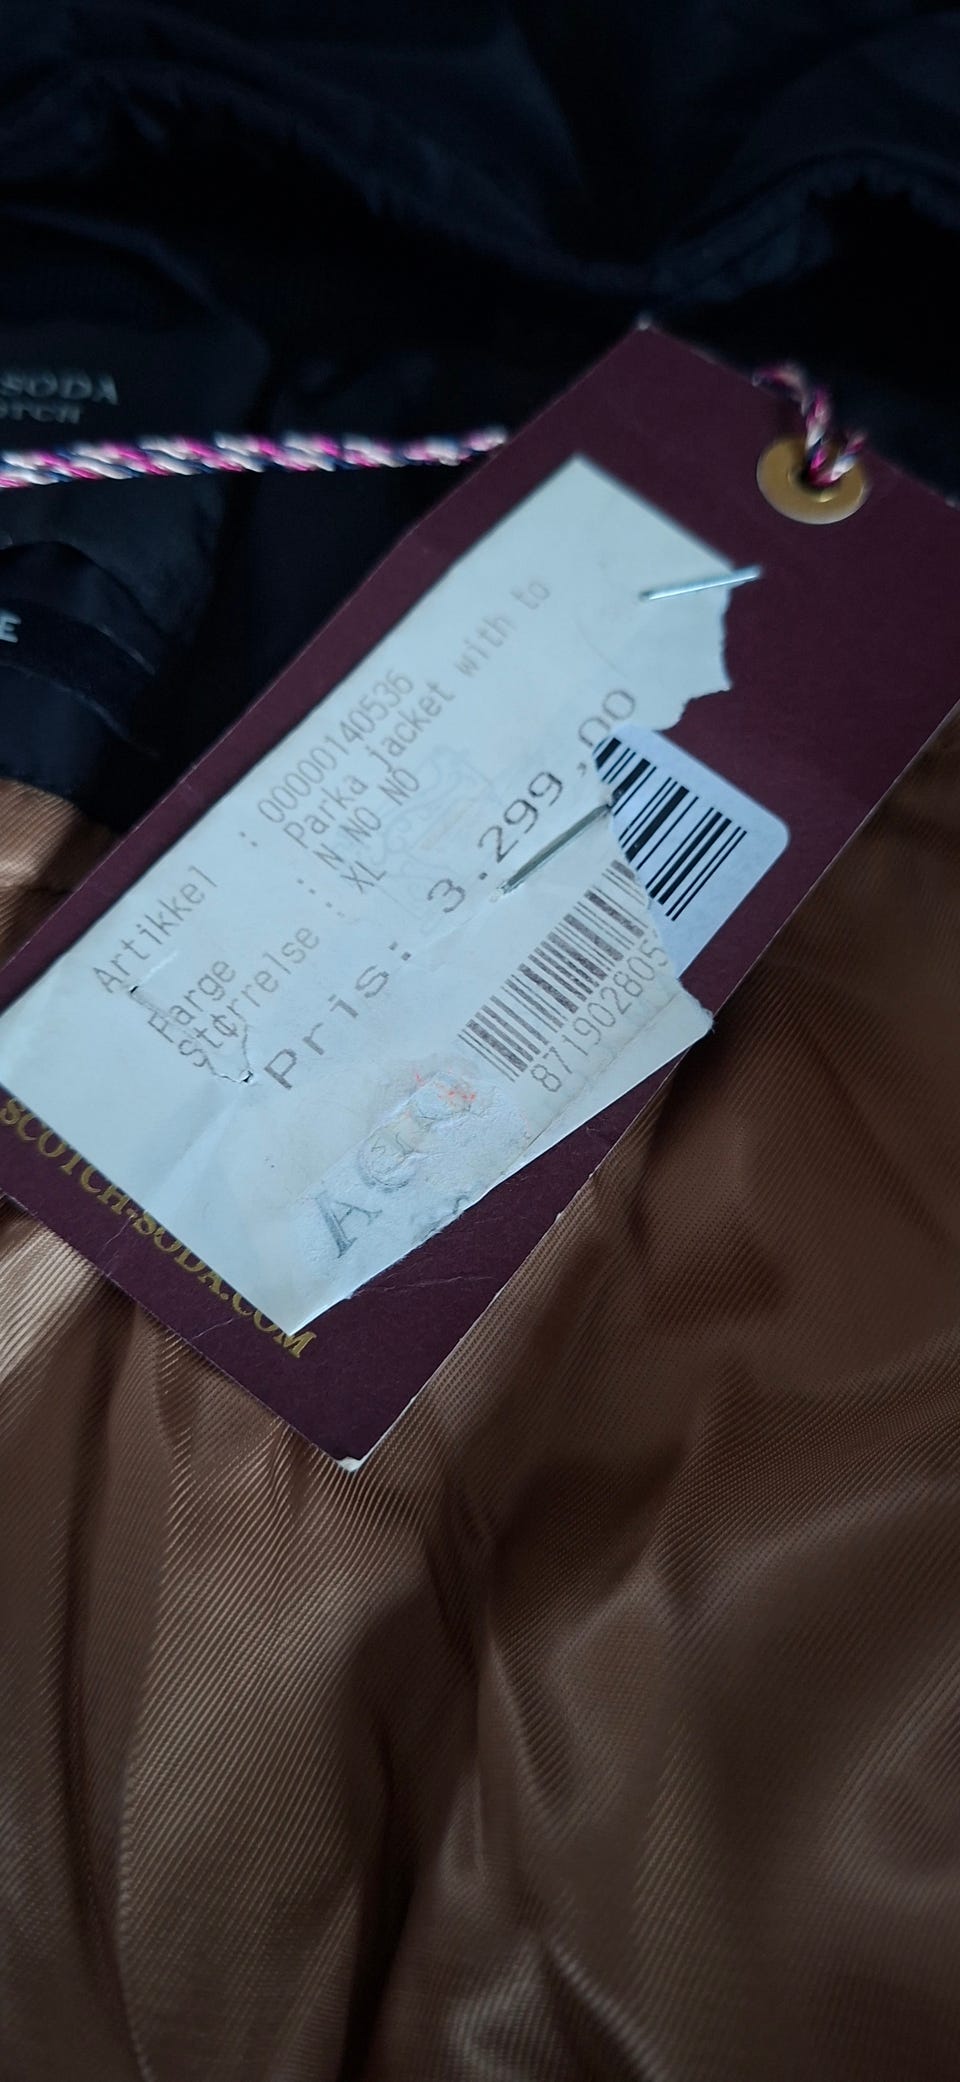 SODA
E
Artikkel : 0000140536
Parka jacket with to
Farge : N NO NO
Størrelse : XL
Pris: 3.299,00
871902805
SCOTCH-SODA.COM